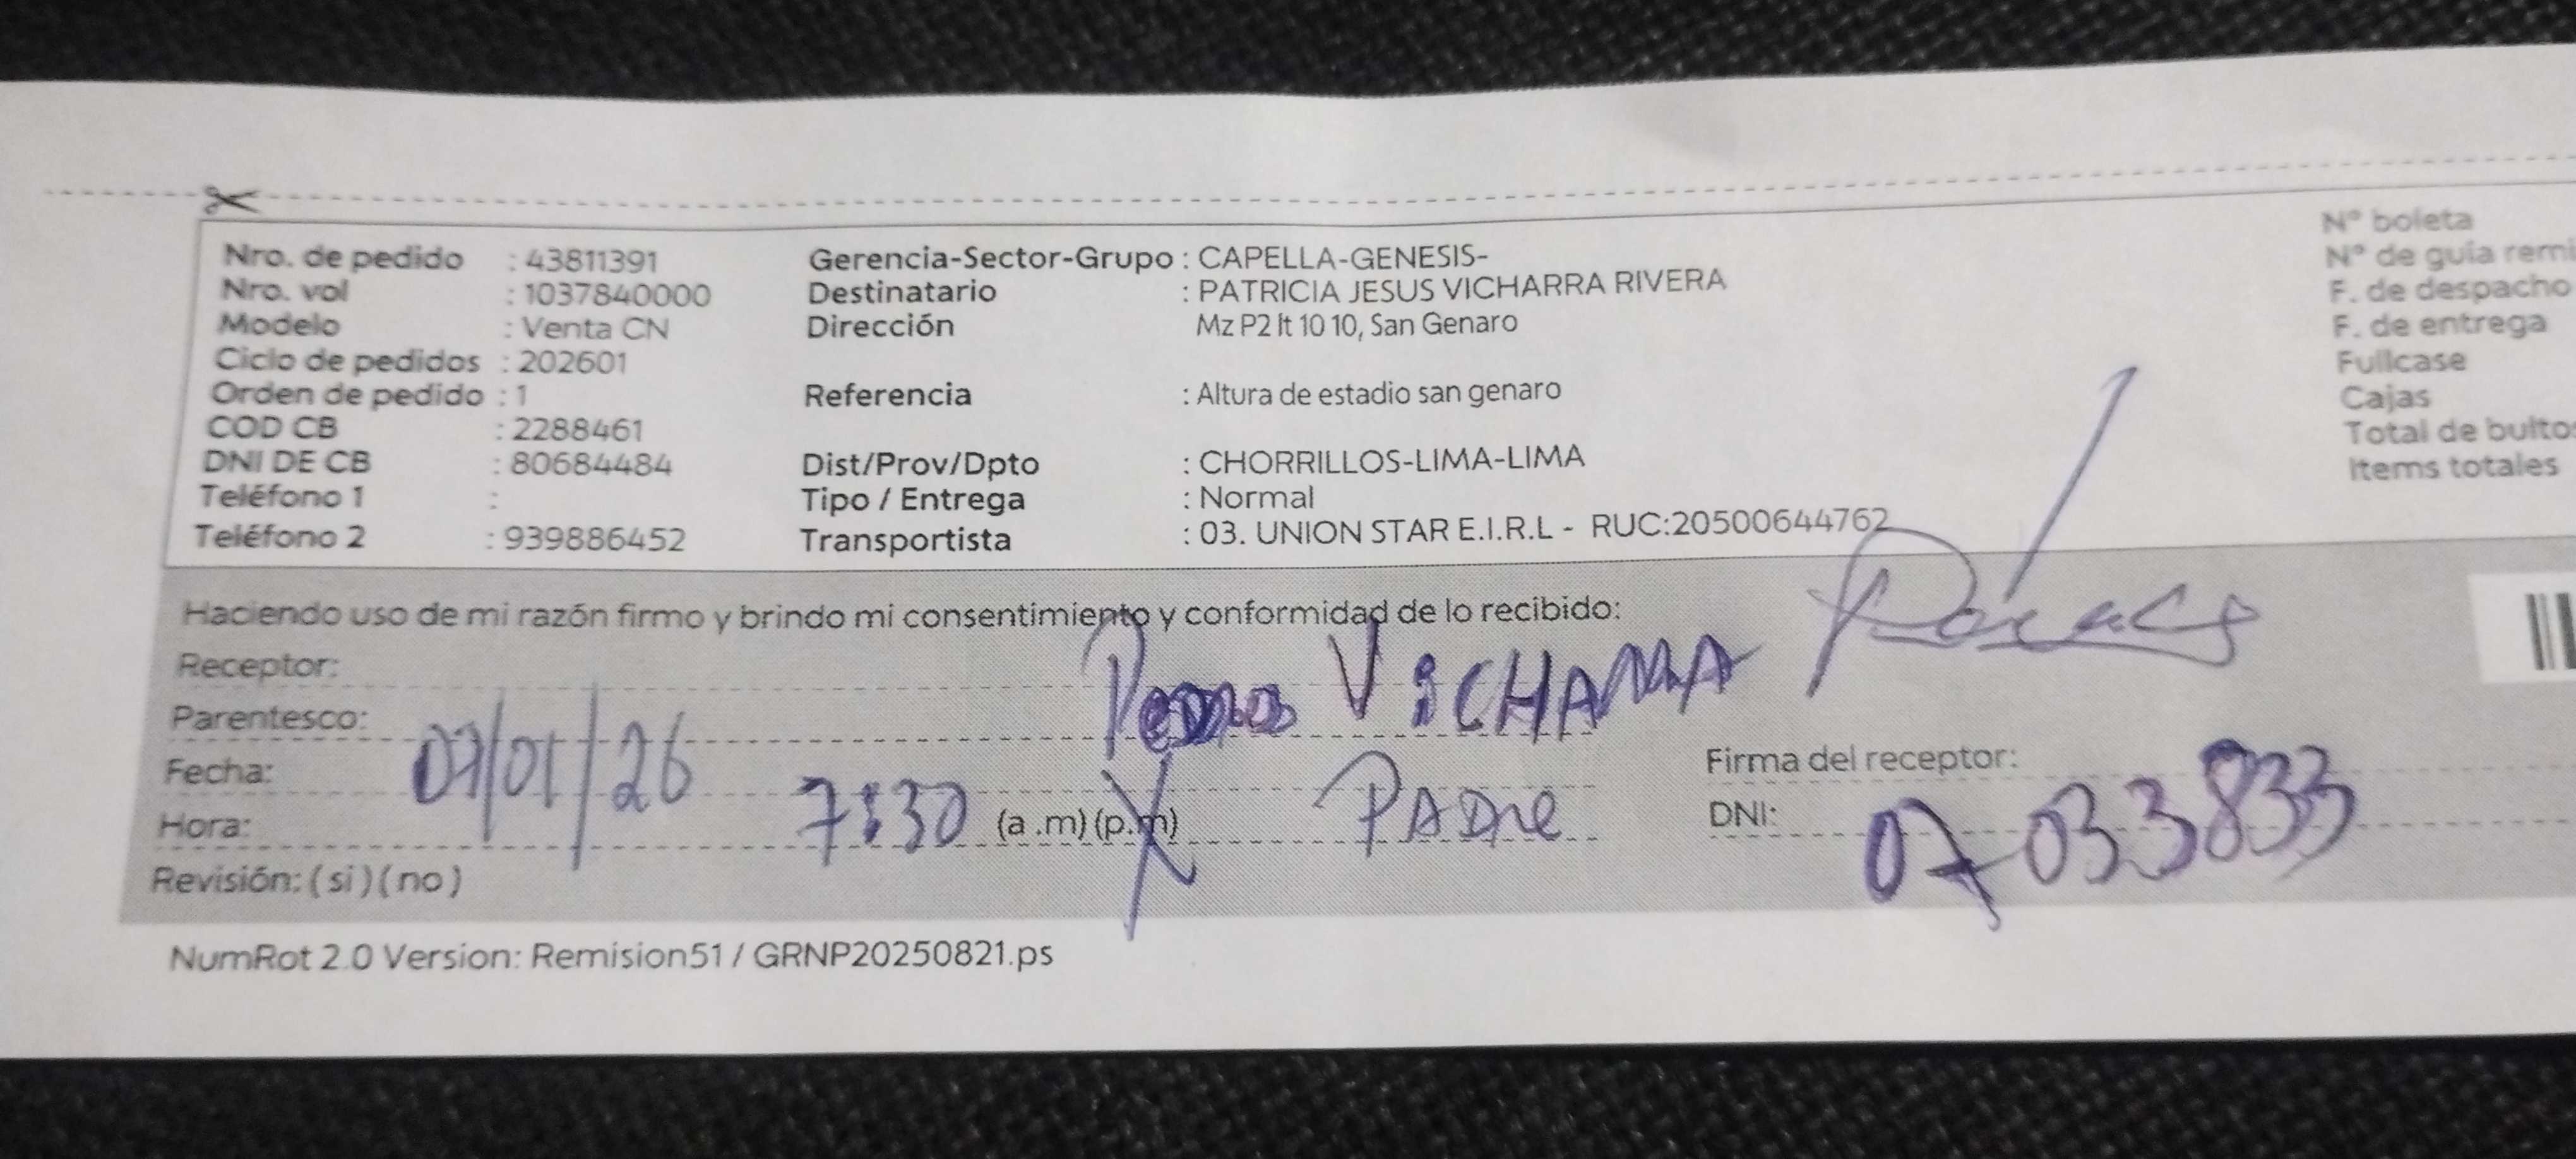 Nro. de pedido : 43811391
Nro. vol : 1037840000
Modelo : Venta CN
Ciclo de pedidos : 202601
Orden de pedido : 1
COD CB : 2288461
DNI DE CB : 80684484
Teléfono 1 :
Teléfono 2 : 939886452
Gerencia-Sector-Grupo : CAPELLA-GENESIS-
Destinatario : PATRICIA JESUS VICHARRA RIVERA
Dirección Mz P2 lt 10 10, San Genaro
Referencia : Altura de estadio san genaro
Dist/Prov/Dpto : CHORRILLOS-LIMA-LIMA
Tipo / Entrega : Normal
Transportista : 03. UNION STAR E.I.R.L - RUC:20500644762
N° boleta
N° de guía remi
F. de despacho
F. de entrega
Fullcase
Cajas
Total de bultos
Items totales
Haciendo uso de mi razón firmo y brindo mi consentimiento y conformidad de lo recibido:
Receptor: VICHARRA
Parentesco: PADRE
Fecha: 07/01/26
Hora: 7:30 (a .m) (p.m)
Revisión: ( si ) ( no )
Firma del receptor:
DNI: 07033833
NumRot 2.0 Version: Remision51 / GRNP20250821.ps